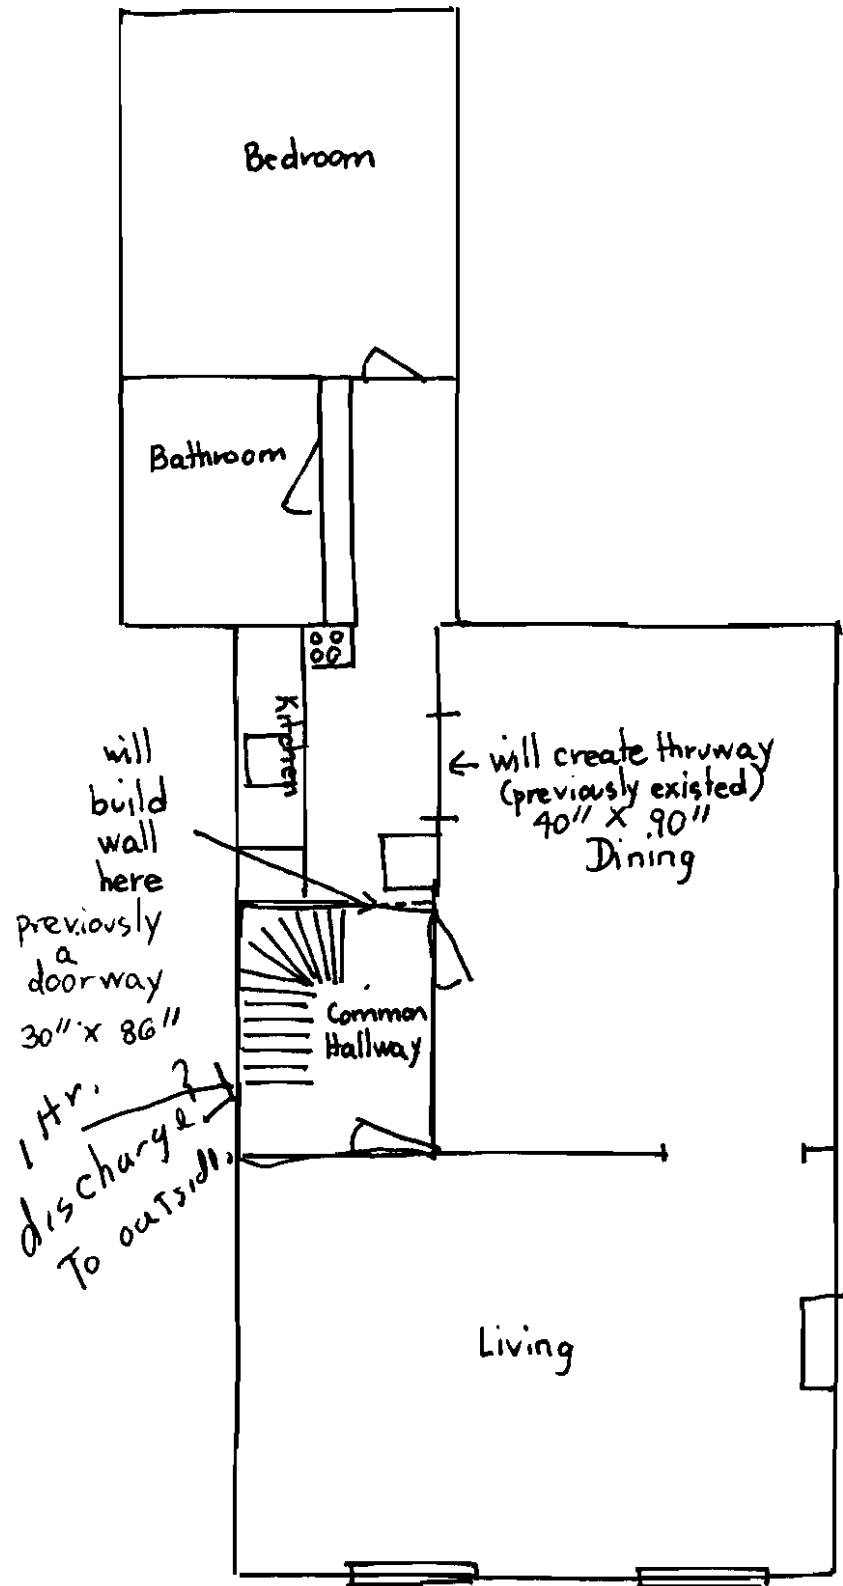 Bedroom
Bathroom
Kitchen
will
build
wall
here
previously
a
doorway
30" x 86"
← will create thruway
(previously existed)
40" X 90"
Dining
Common
Hallway
1 Hr.
discharge ?
To outside
Living